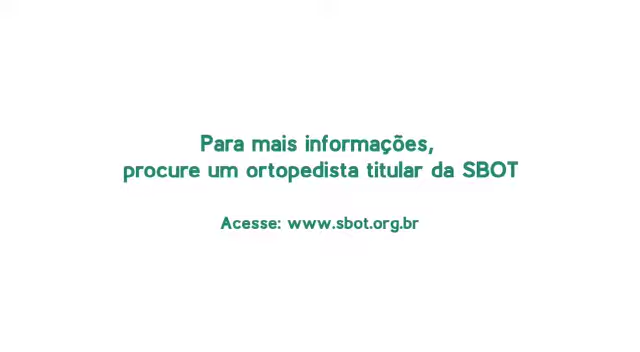 Para mais informações,
procure um ortopedista titular da SBOT
Acesse: www.sbot.org.br